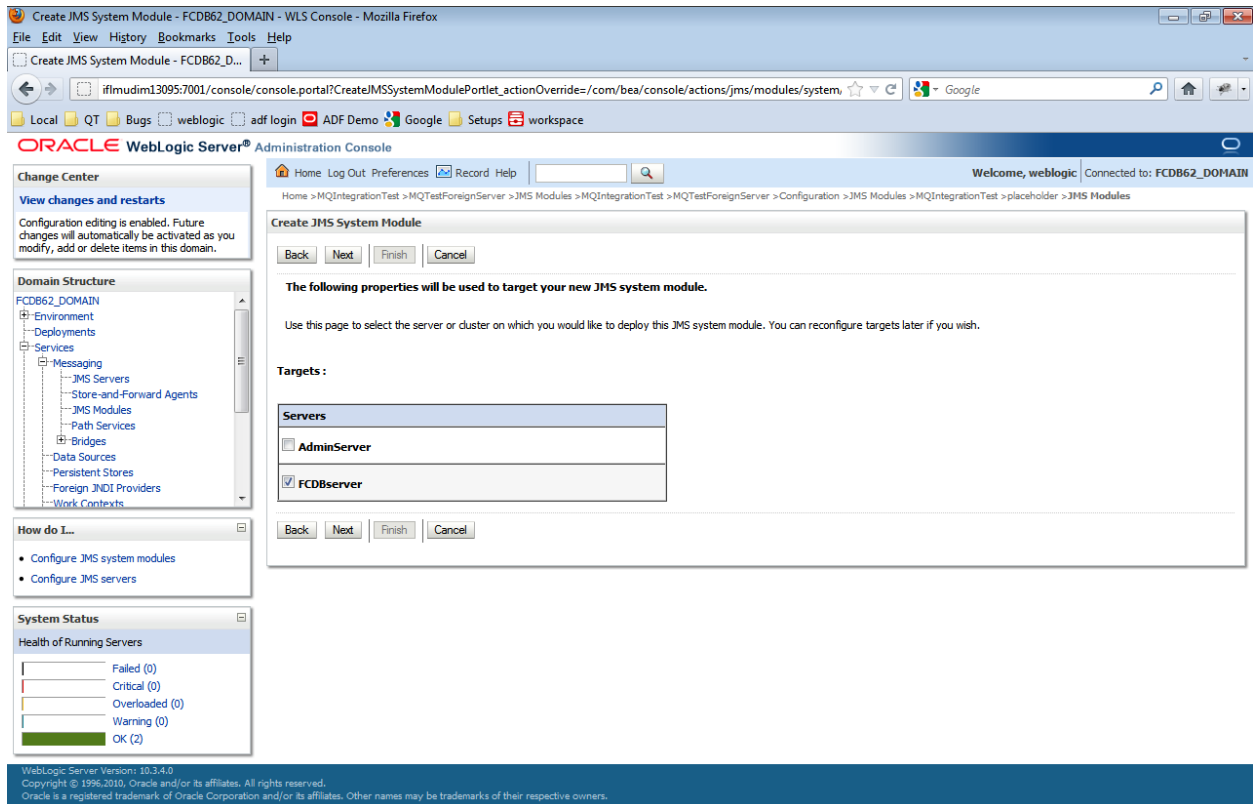 Create JMS System Module - FCDB62_DOMAIN - WLS Console - Mozilla Firefox
File Edit View History Bookmarks Tools Help
Create JMS System Module - FCDB62_D... +
iflmudim13095:7001/console/console.portal?CreateJMSSystemModulePortlet_actionOverride=/com/bea/console/actions/jms/modules/system,
Google
Local QT Bugs weblogic adf login ADF Demo Google Setups workspace
ORACLE WebLogic Server® Administration Console
Change Center
View changes and restarts
Configuration editing is enabled. Future
changes will automatically be activated as you
modify, add or delete items in this domain.
Domain Structure
FCDB62_DOMAIN
Environment
Deployments
Services
Messaging
JMS Servers
Store-and-Forward Agents
JMS Modules
Path Services
Bridges
Data Sources
Persistent Stores
Foreign JNDI Providers
Work Contexts
How do I...
Configure JMS system modules
Configure JMS servers
System Status
Health of Running Servers
Failed (0)
Critical (0)
Overloaded (0)
Warning (0)
OK (2)
Home Log Out Preferences Record Help
Welcome, weblogic Connected to: FCDB62_DOMAIN
Home >MQIntegrationTest >MQTestForeignServer >JMS Modules >MQIntegrationTest >MQTestForeignServer >Configuration >JMS Modules >MQIntegrationTest >placeholder >JMS Modules
Create JMS System Module
Back Next Finish Cancel
The following properties will be used to target your new JMS system module.
Use this page to select the server or cluster on which you would like to deploy this JMS system module. You can reconfigure targets later if you wish.
Targets :
Servers
AdminServer
FCDBserver
Back Next Finish Cancel
WebLogic Server Version: 10.3.4.0
Copyright © 1996,2010, Oracle and/or its affiliates. All rights reserved.
Oracle is a registered trademark of Oracle Corporation and/or its affiliates. Other names may be trademarks of their respective owners.